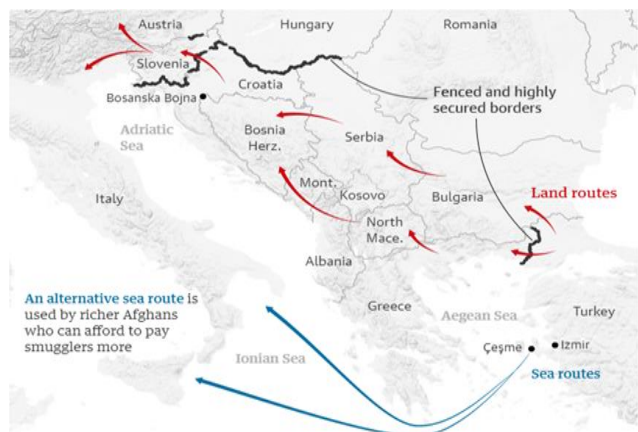 Austria
Hungary
Romania
Slovenia
Croatia
Fenced and highly
secured borders
Bosanska Bojna
Adriatic
Sea
Bosnia
Herz.
Serbia
Italy
Mont.
Kosovo
Bulgaria
Land routes
North
Mace.
Albania
An alternative sea route is
used by richer Afghans
who can afford to pay
smugglers more
Greece
Aegean Sea
Turkey
Ionian Sea
Çeşme
Izmir
Sea routes